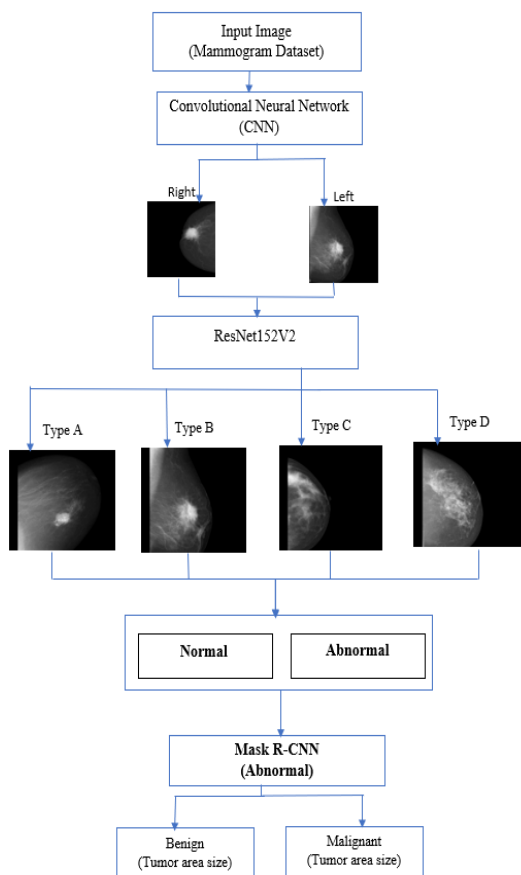 Input Image
(Mammogram Dataset)
Convolutional Neural Network
(CNN)
Right
Left
ResNet152V2
Type A
Type B
Type C
Type D
Normal
Abnormal
Mask R-CNN
(Abnormal)
Benign
(Tumor area size)
Malignant
(Tumor area size)